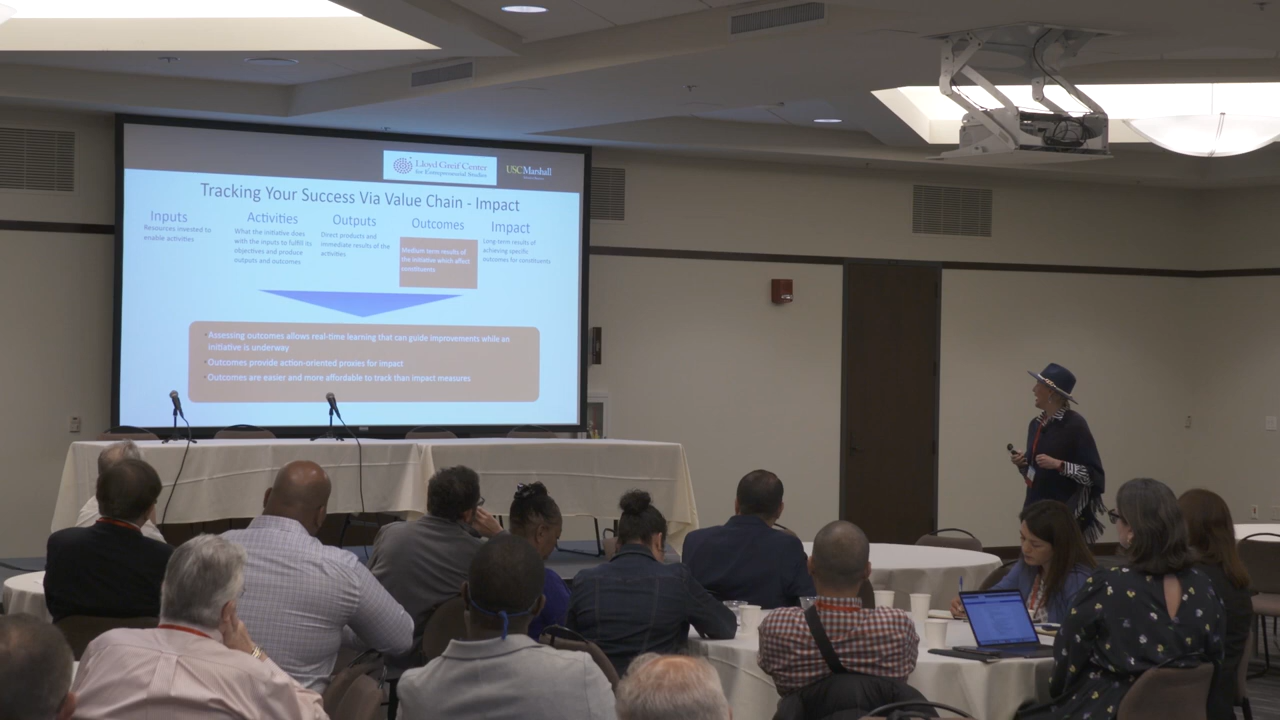 Lloyd Greif Center
for Entrepreneurial Studies
USC Marshall
Tracking Your Success Via Value Chain - Impact
Inputs
Resources invested to
enable activities
Activities
What the initiative does
with the inputs to fulfill its
objectives and produce
outputs and outcomes
Outputs
Direct products and
immediate results of the
activities
Outcomes
Medium term results of
the initiative which affect
constituents
Impact
Long-term results of
achieving specific
outcomes for constituents
Assessing outcomes allows real-time learning that can guide improvements while an
initiative is underway
Outcomes provide action-oriented proxies for impact
Outcomes are easier and more affordable to track than impact measures